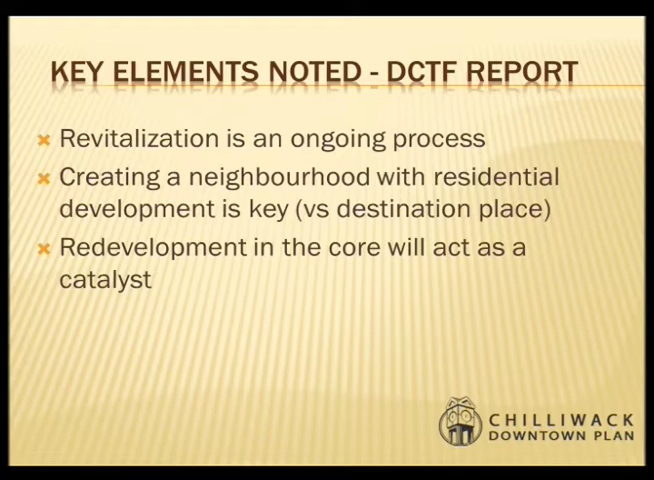 KEY ELEMENTS NOTED - DCTF REPORT
Revitalization is an ongoing process
Creating a neighbourhood with residential
development is key (vs destination place)
Redevelopment in the core will act as a
catalyst
CHILLIWACK
DOWNTOWN PLAN